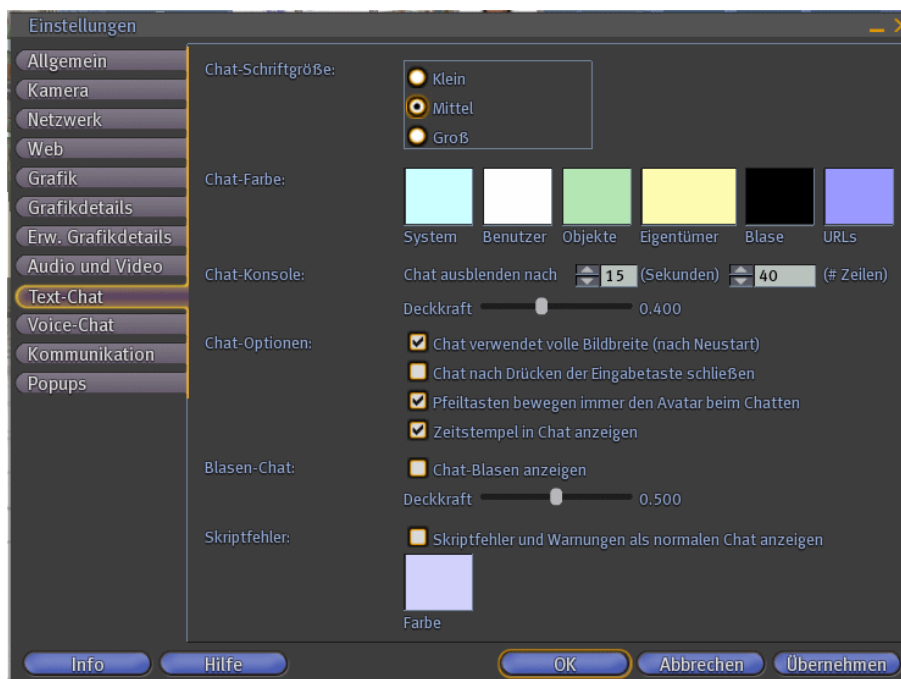 Einstellungen
Allgemein
Kamera
Netzwerk
Web
Grafik
Grafikdetails
Erw. Grafikdetails
Audio und Video
Text-Chat
Voice-Chat
Kommunikation
Popups
Chat-Schriftgröße:
Klein
Mittel
Groß
Chat-Farbe:
System Benutzer Objekte Eigentümer Blase URLs
Chat-Konsole: Chat ausblenden nach 15 (Sekunden) 40 (# Zeilen)
Deckkraft 0.400
Chat-Optionen: Chat verwendet volle Bildbreite (nach Neustart)
Chat nach Drücken der Eingabetaste schließen
Pfeiltasten bewegen immer den Avatar beim Chatten
Zeitstempel in Chat anzeigen
Blasen-Chat: Chat-Blasen anzeigen
Deckkraft 0.500
Skriptfehler: Skriptfehler und Warnungen als normalen Chat anzeigen
Farbe
Info Hilfe OK Abbrechen Übernehmen